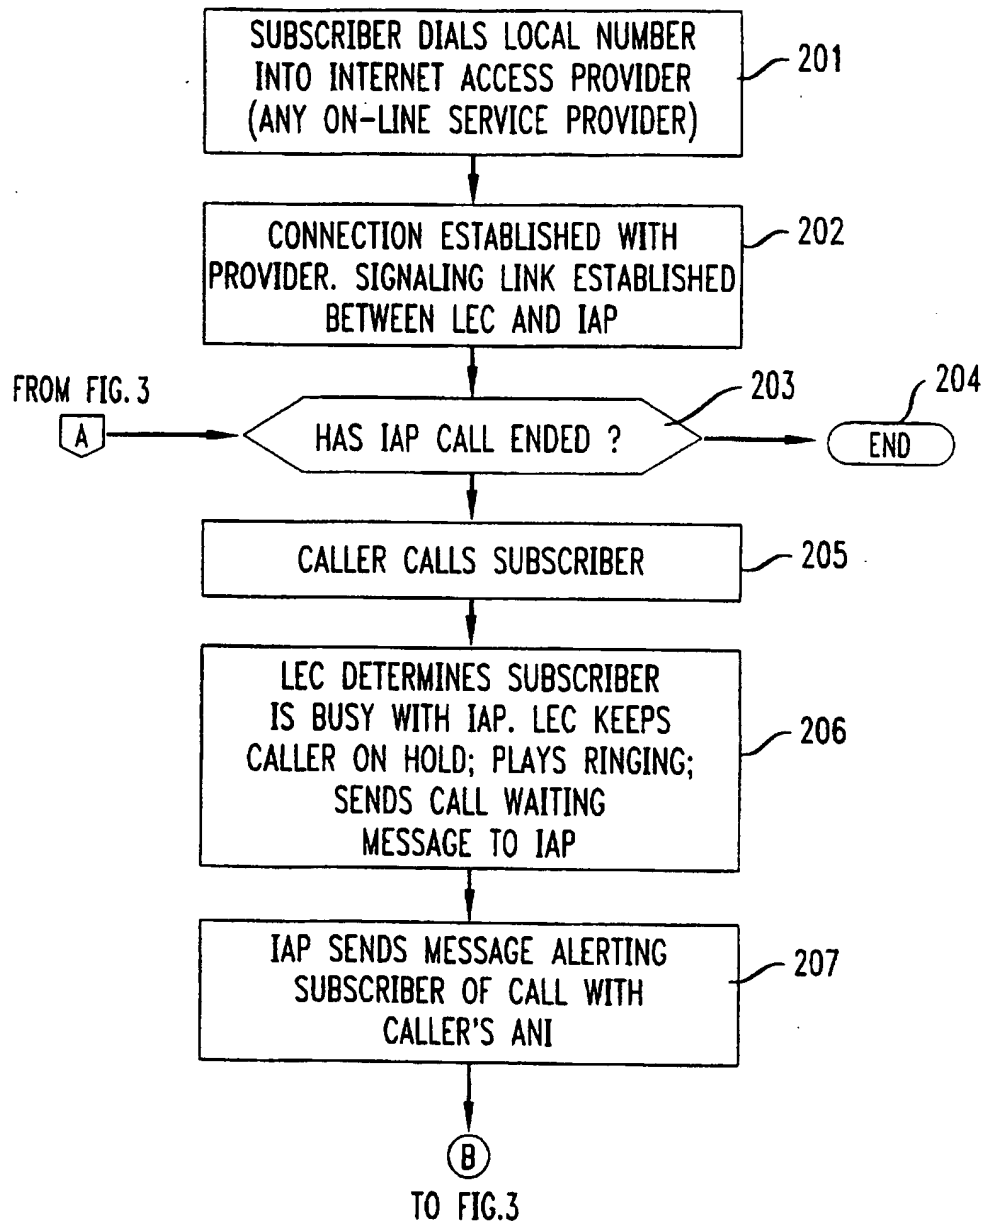 SUBSCRIBER DIALS LOCAL NUMBER
INTO INTERNET ACCESS PROVIDER
(ANY ON-LINE SERVICE PROVIDER)
201
CONNECTION ESTABLISHED WITH
PROVIDER. SIGNALING LINK ESTABLISHED
BETWEEN LEC AND IAP
202
FROM FIG. 3
A
HAS IAP CALL ENDED ?
203
204
END
CALLER CALLS SUBSCRIBER
205
LEC DETERMINES SUBSCRIBER
IS BUSY WITH IAP. LEC KEEPS
CALLER ON HOLD; PLAYS RINGING;
SENDS CALL WAITING
MESSAGE TO IAP
206
IAP SENDS MESSAGE ALERTING
SUBSCRIBER OF CALL WITH
CALLER'S ANI
207
B
TO FIG.3